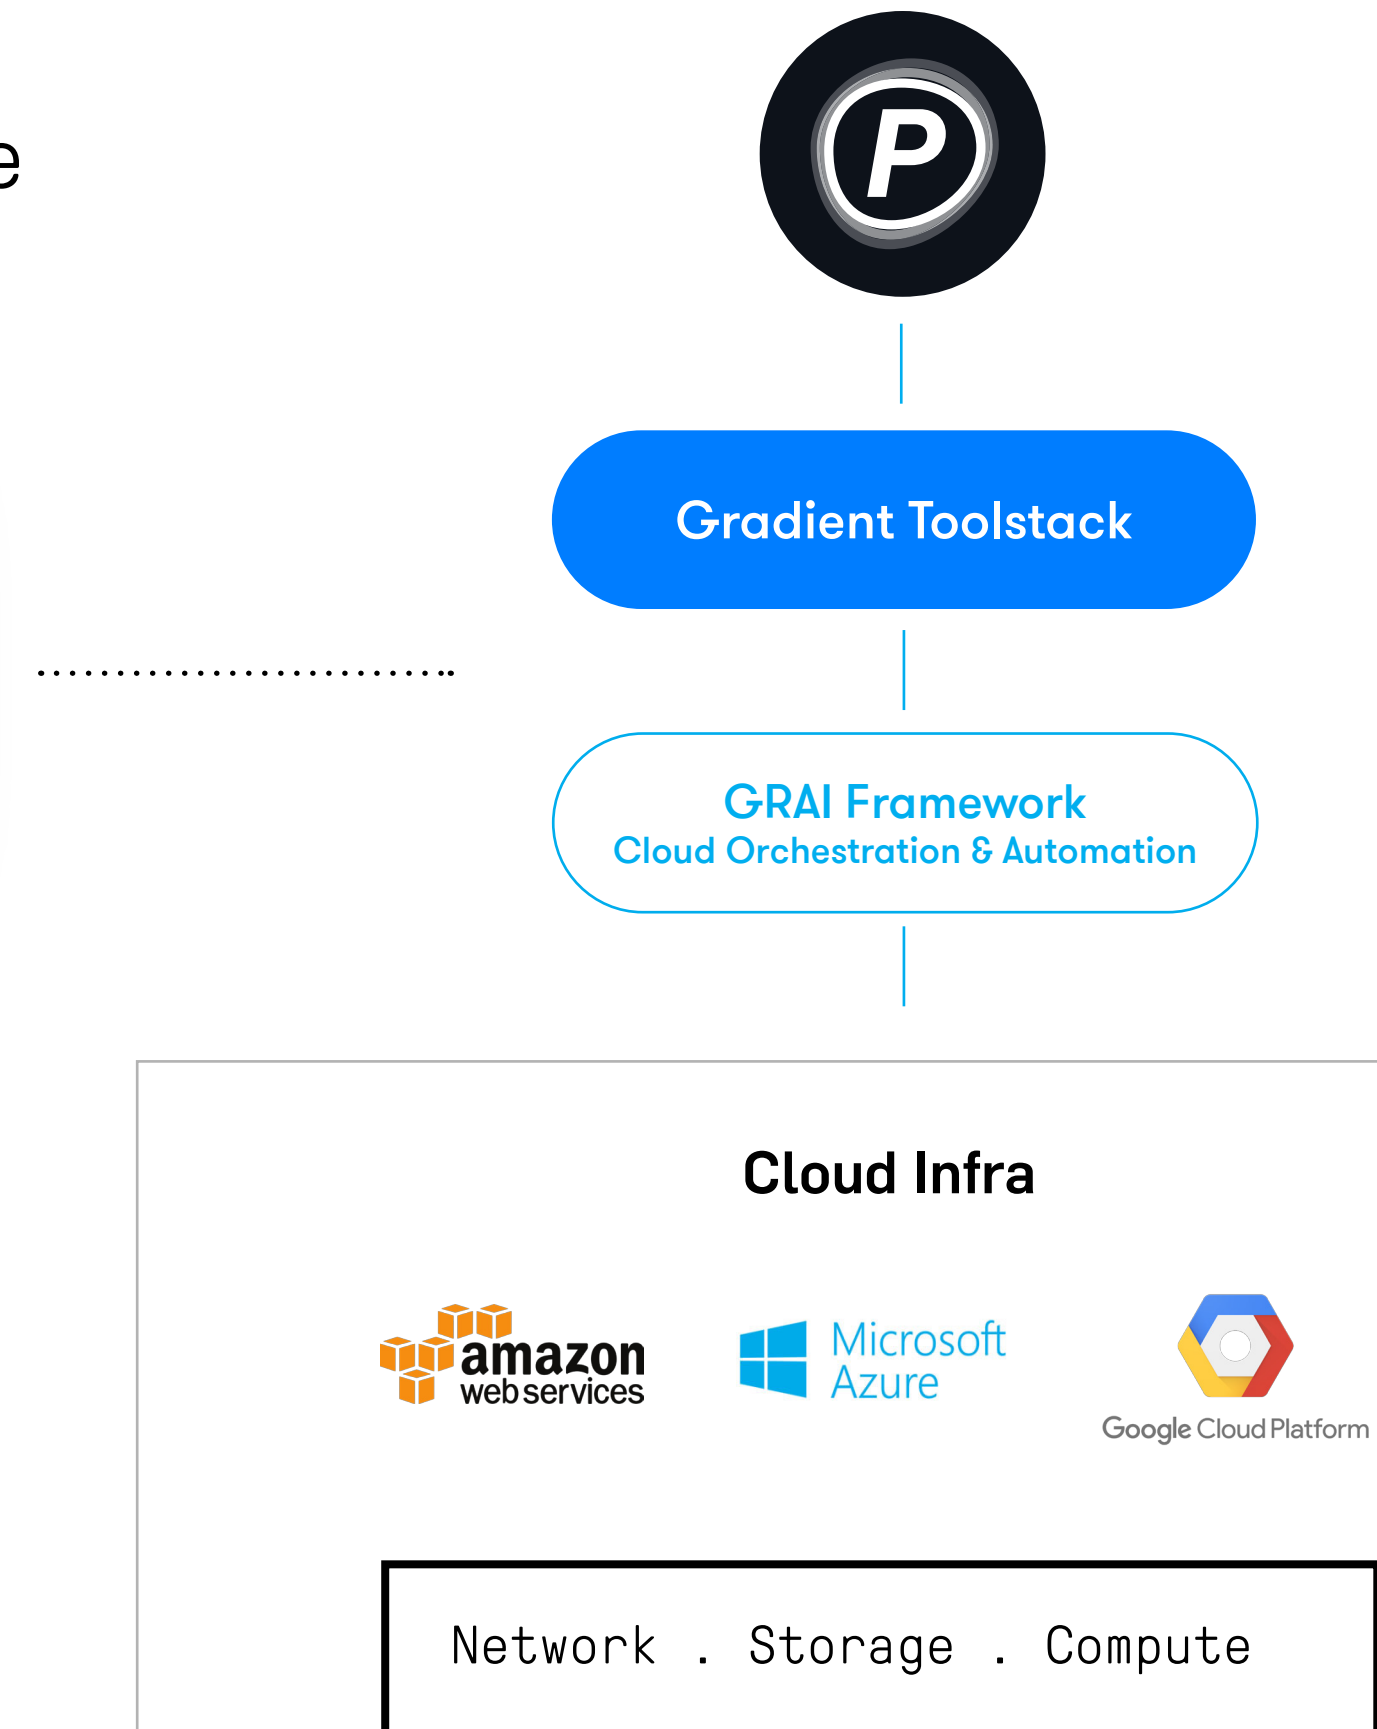 e
P
Gradient Toolstack
GRAI Framework
Cloud Orchestration & Automation
Cloud Infra
amazon
web services
Microsoft
Azure
Google Cloud Platform
Network . Storage . Compute